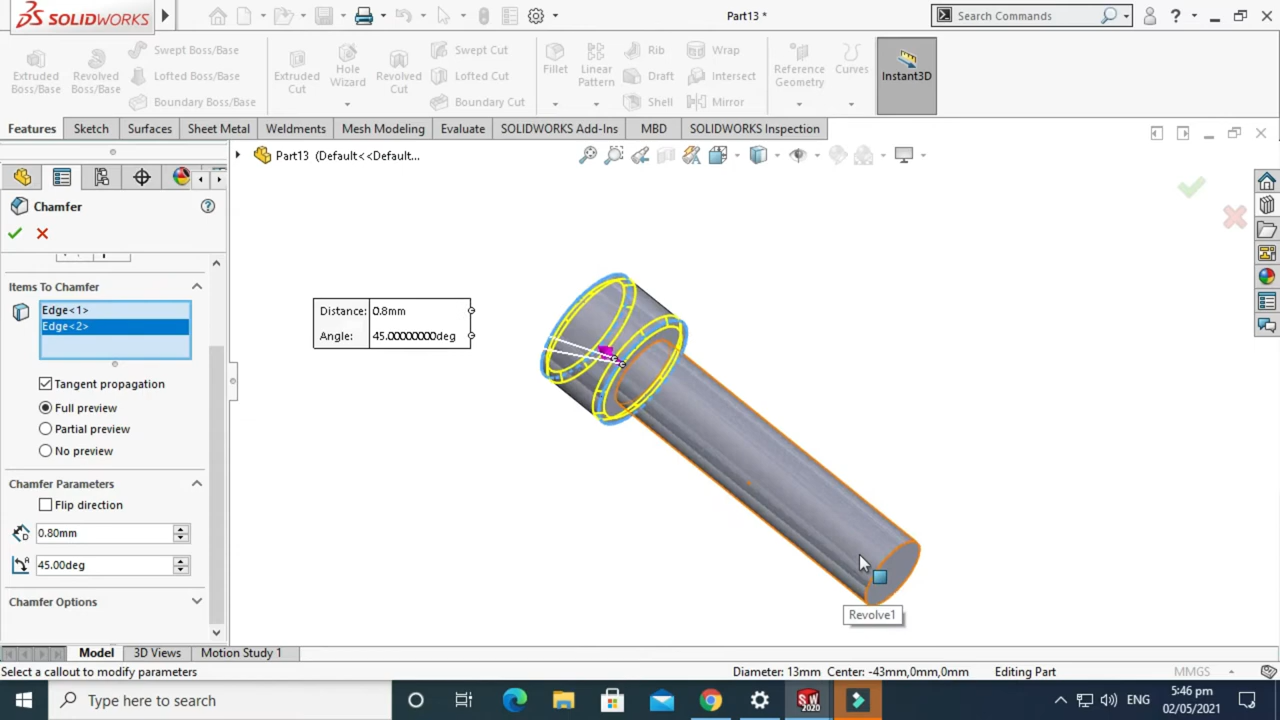 SOLIDWORKS
Part13 *
Search Commands
Extruded Boss/Base
Revolved Boss/Base
Swept Boss/Base
Lofted Boss/Base
Boundary Boss/Base
Extruded Cut
Hole Wizard
Revolved Cut
Swept Cut
Lofted Cut
Boundary Cut
Fillet
Linear Pattern
Rib
Draft
Shell
Wrap
Intersect
Mirror
Reference Geometry
Curves
Instant3D
Features Sketch Surfaces Sheet Metal Weldments Mesh Modeling Evaluate SOLIDWORKS Add-Ins MBD SOLIDWORKS Inspection
Part13 (Default<<Default...
Chamfer
Items To Chamfer
Edge<1>
Edge<2>
Tangent propagation
Full preview
Partial preview
No preview
Chamfer Parameters
Flip direction
0.80mm
45.00deg
Chamfer Options
Distance: 0.8mm
Angle: 45.00000000deg
Revolve1
Model 3D Views Motion Study 1
Select a callout to modify parameters
Diameter: 13mm Center: -43mm,0mm,0mm
Editing Part
MMGS
Type here to search
SW
2020
ENG
5:46 pm
02/05/2021